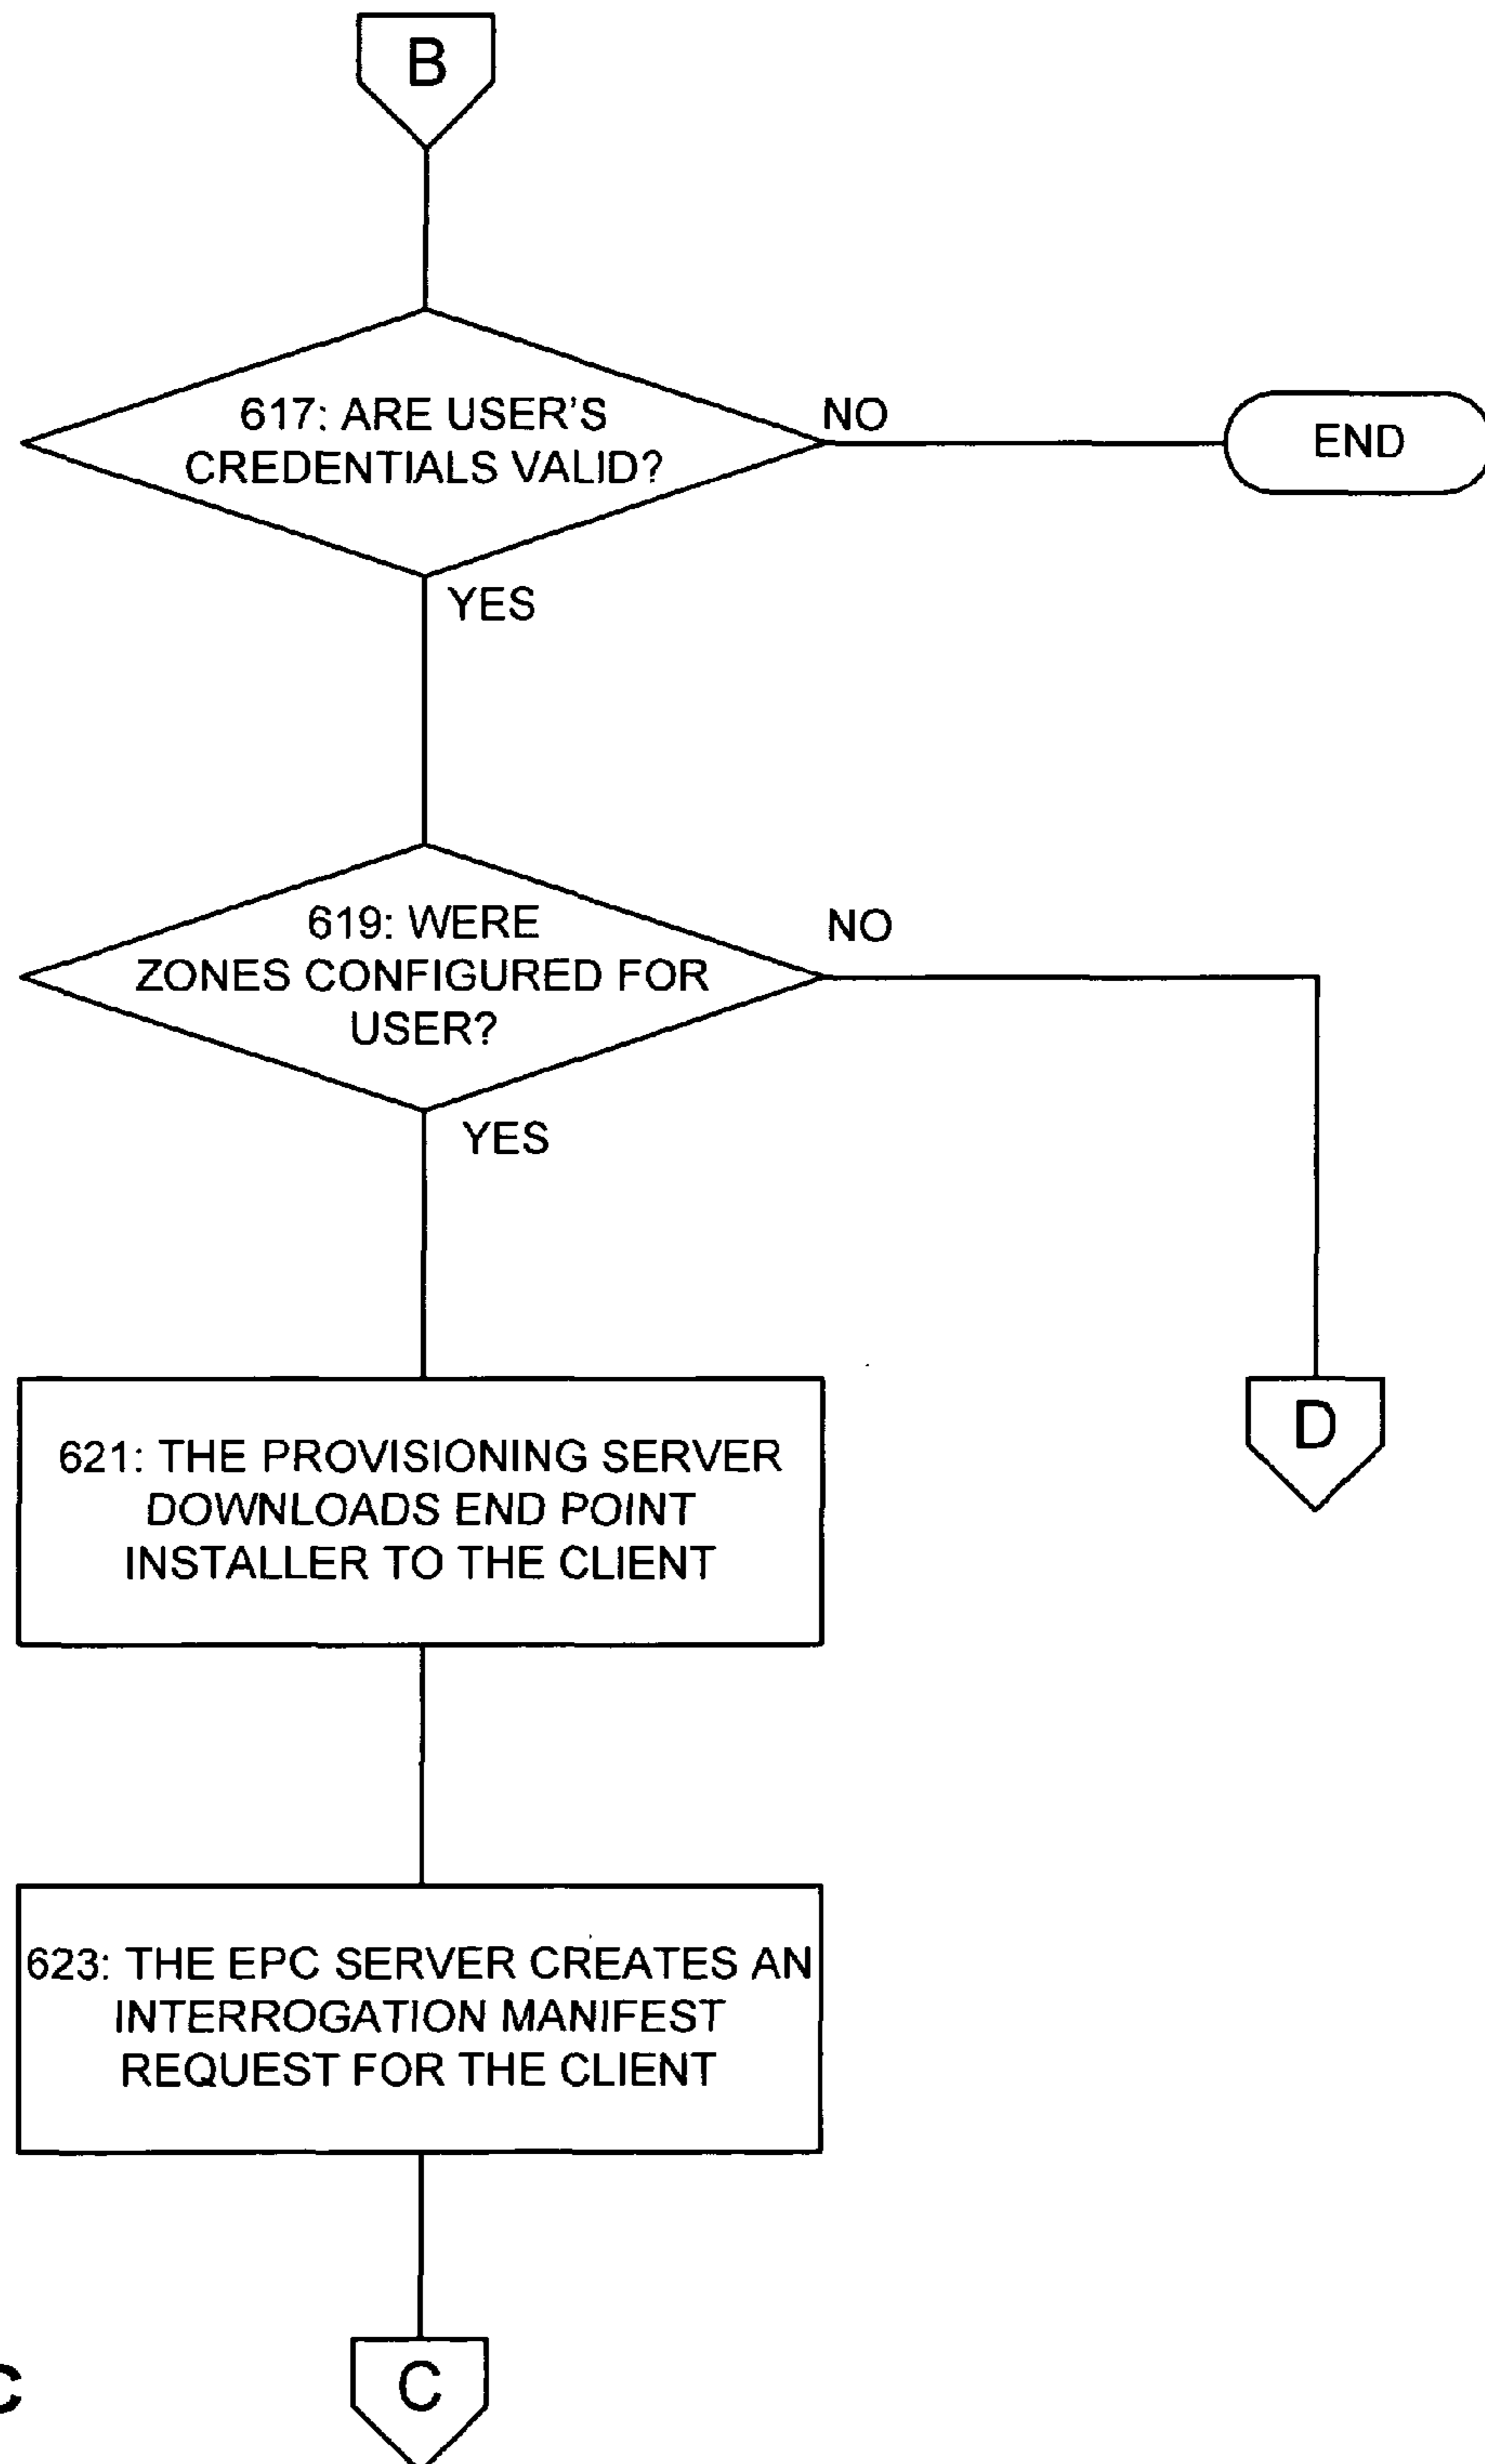 B
617: ARE USER'S
CREDENTIALS VALID?
NO
END
YES
619: WERE
ZONES CONFIGURED FOR
USER?
NO
YES
621: THE PROVISIONING SERVER
DOWNLOADS END POINT
INSTALLER TO THE CLIENT
D
623: THE EPC SERVER CREATES AN
INTERROGATION MANIFEST
REQUEST FOR THE CLIENT
C
C